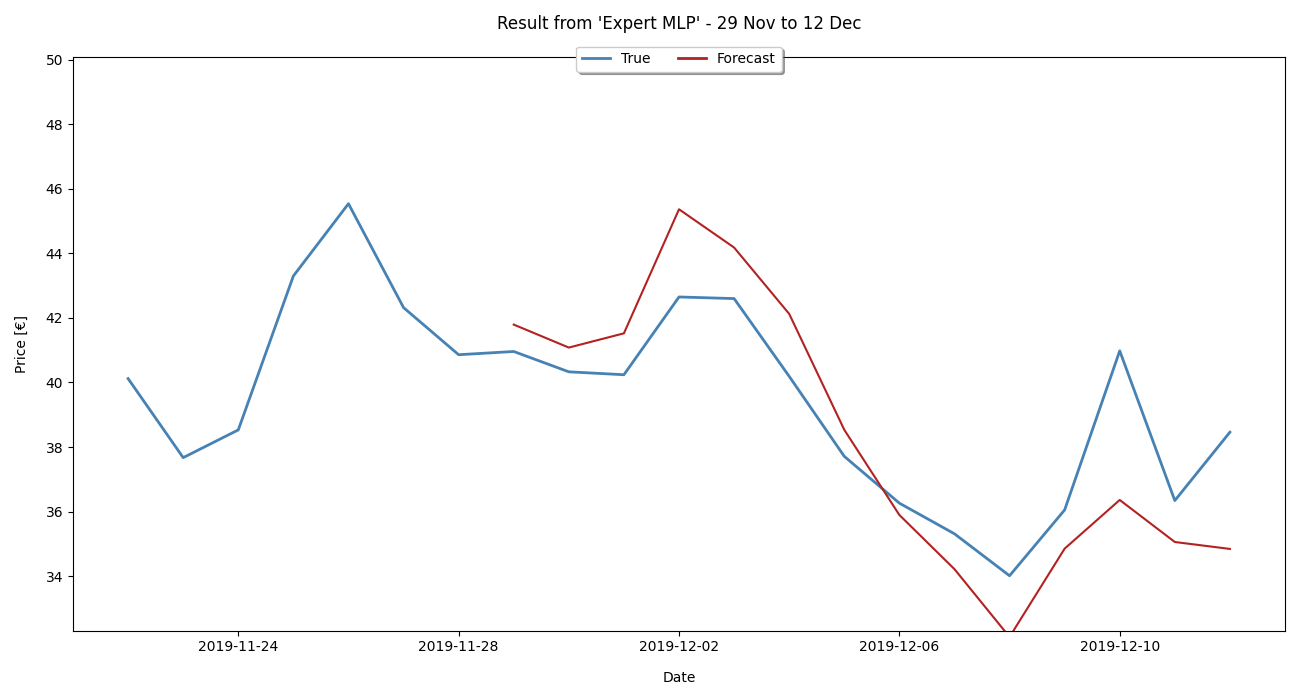 Result from 'Expert MLP' - 29 Nov to 12 Dec
True Forecast
50
48
46
44
42
40
38
36
34
Price [€]
2019-11-24 2019-11-28 2019-12-02 2019-12-06 2019-12-10
Date